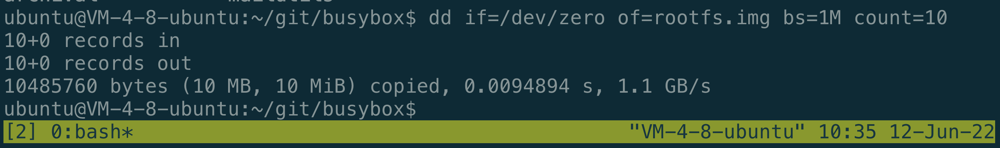 ubuntu@VM-4-8-ubuntu:~/git/busybox$ dd if=/dev/zero of=rootfs.img bs=1M count=10
10+0 records in
10+0 records out
10485760 bytes (10 MB, 10 MiB) copied, 0.0094894 s, 1.1 GB/s
ubuntu@VM-4-8-ubuntu:~/git/busybox$
[2] 0:bash* "VM-4-8-ubuntu" 10:35 12-Jun-22